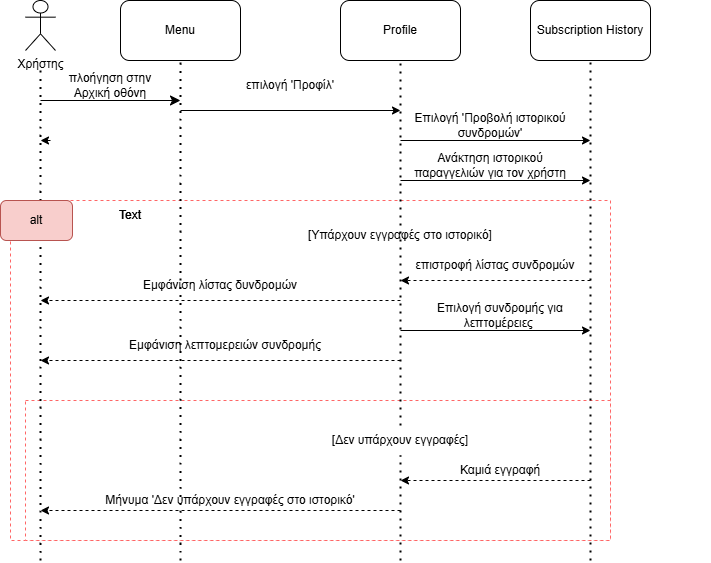 Menu
Profile
Subscription History
Χρήστης
πλοήγηση στην
Αρχική οθόνη
επιλογή 'Προφίλ'
Επιλογή 'Προβολή ιστορικού
συνδρομών'
Ανάκτηση ιστορικού
παραγγελιών για τον χρήστη
alt
Text
[Υπάρχουν εγγραφές στο ιστορικό]
επιστροφή λίστας συνδρομών
Εμφάνιση λίστας δυνδρομών
Επιλογή συνδρομής για
λεπτομέρειες
Εμφάνιση λεπτομερειών συνδρομής
[Δεν υπάρχουν εγγραφές]
Καμιά εγγραφή
Μήνυμα 'Δεν υπάρχουν εγγραφές στο ιστορικό'